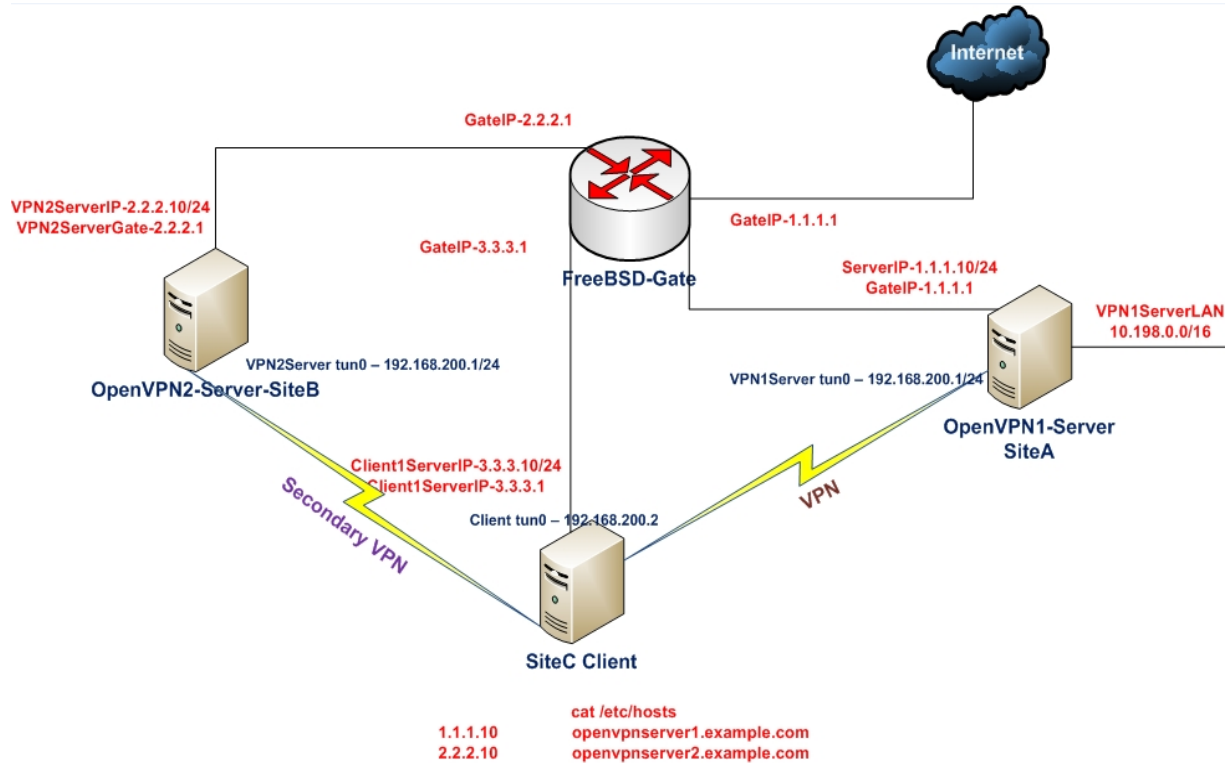 Internet
GateIP-2.2.2.1
VPN2ServerIP-2.2.2.10/24
VPN2ServerGate-2.2.2.1
GateIP-1.1.1.1
GateIP-3.3.3.1
FreeBSD-Gate
ServerIP-1.1.1.10/24
GateIP-1.1.1.1
VPN1ServerLAN
10.198.0.0/16
VPN2Server tun0 – 192.168.200.1/24
OpenVPN2-Server-SiteB
VPN1Server tun0 – 192.168.200.1/24
OpenVPN1-Server
SiteA
Client1ServerIP-3.3.3.10/24
Client1ServerIP-3.3.3.1
Secondary VPN
VPN
Client tun0 – 192.168.200.2
SiteC Client
cat /etc/hosts
1.1.1.10 openvpnserver1.example.com
2.2.2.10 openvpnserver2.example.com